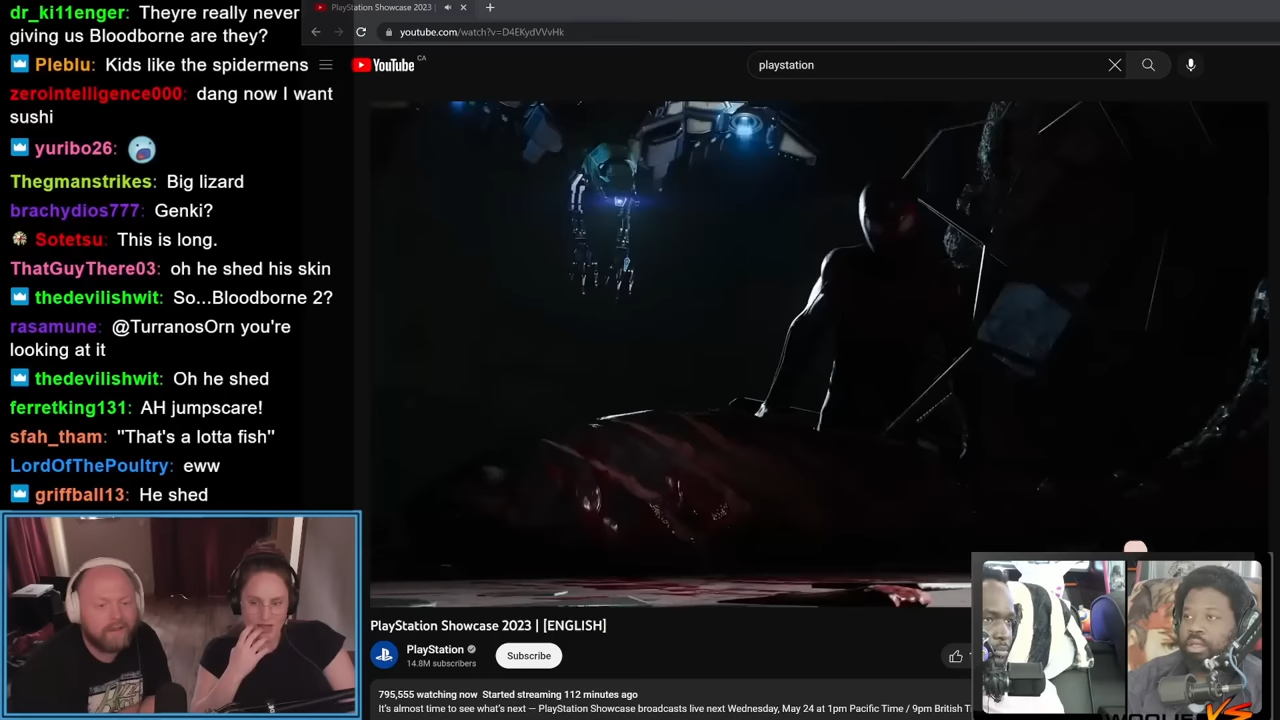 dr_ki11enger: Theyre really never
giving us Bloodborne are they?
Pleblu: Kids like the spidermens
zerointelligence000: dang now I want
sushi
yuribo26:
Thegmanstrikes: Big lizard
brachydios777: Genki?
Sotetsu: This is long.
ThatGuyThere03: oh he shed his skin
thedevilishwit: So...Bloodborne 2?
rasamune: @TurranosOrn you're
looking at it
thedevilishwit: Oh he shed
ferretking131: AH jumpscare!
sfah_tham: "That's a lotta fish"
LordOfThePoultry: eww
griffball13: He shed
PlayStation Showcase 2023 |
youtube.com/watch?v=D4EKydVVvHk
YouTube CA
playstation
PlayStation Showcase 2023 | [ENGLISH]
PlayStation
14.8M subscribers
Subscribe
795,555 watching now Started streaming 112 minutes ago
It's almost time to see what's next — PlayStation Showcase broadcasts live next Wednesday, May 24 at 1pm Pacific Time / 9pm British T
VS